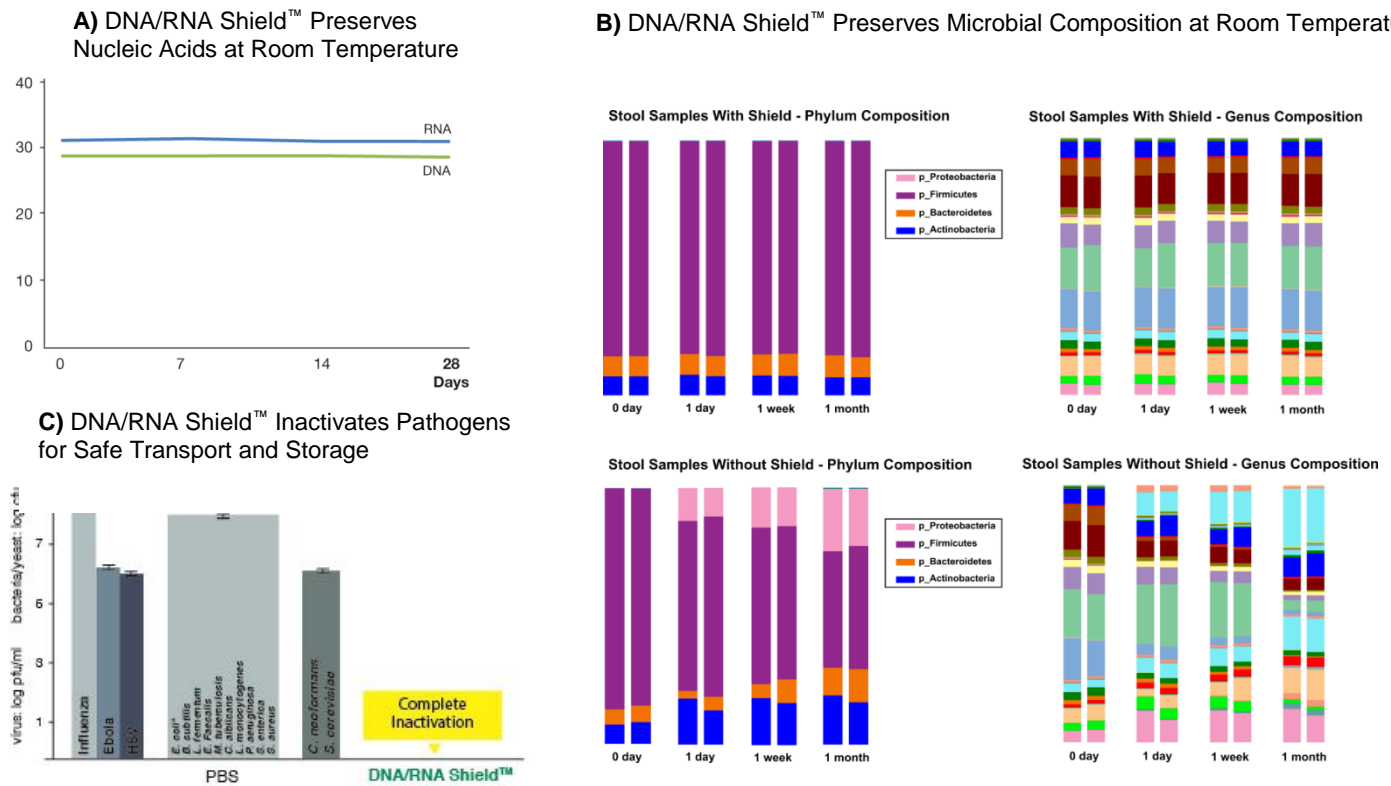 A) DNA/RNA Shield™ Preserves
Nucleic Acids at Room Temperature
40
30
20
10
0
RNA
DNA
0
7
14
28
Days
B) DNA/RNA Shield™ Preserves Microbial Composition at Room Temperat
Stool Samples With Shield - Phylum Composition
p_Proteobacteria
p_Firmicutes
p_Bacteroidetes
p_Actinobacteria
0 day
1 day
1 week
1 month
Stool Samples With Shield - Genus Composition
0 day
1 day
1 week
1 month
Stool Samples Without Shield - Phylum Composition
p_Proteobacteria
p_Firmicutes
p_Bacteroidetes
p_Actinobacteria
0 day
1 day
1 week
1 month
Stool Samples Without Shield - Genus Composition
0 day
1 day
1 week
1 month
C) DNA/RNA Shield™ Inactivates Pathogens
for Safe Transport and Storage
virus: log pfu/ml bacteria/yeast: log cfu
7
5
3
1
Influenza
Ebola
HSV
E. coli*
B. subtilis
L. fermentum
E. Faecalis
M. tuberculosis
C. albicans
L. monocytogenes
P. aeruginosa
S. enterica
S. aureus
C. neoformans
S. cerevisiae
Complete
Inactivation
PBS
DNA/RNA Shield™